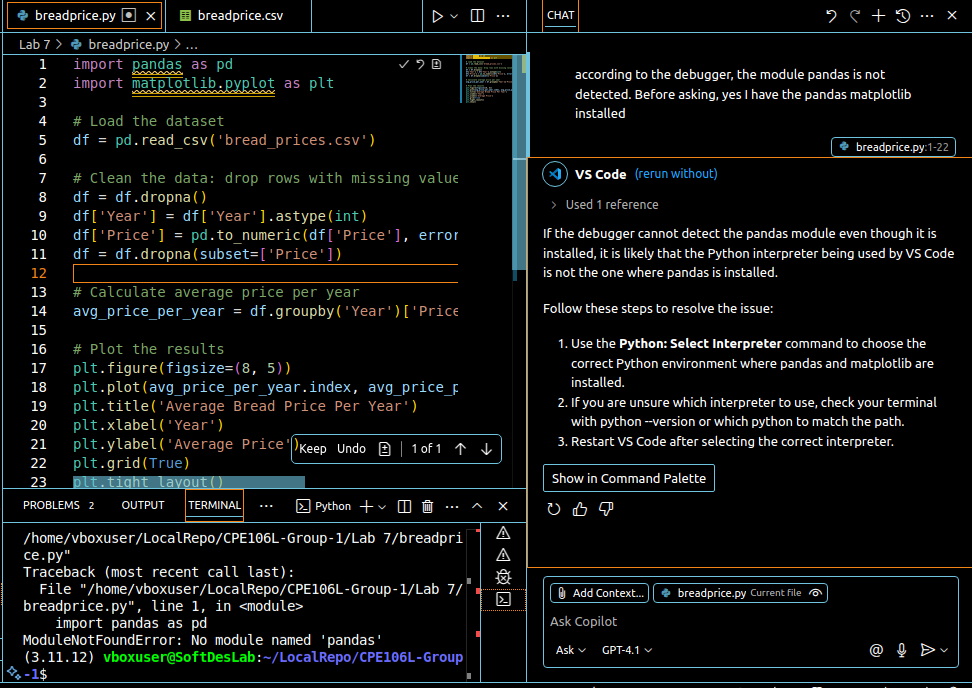 breadprice.py
breadprice.csv
CHAT
Lab 7 > breadprice.py > ...
1 import pandas as pd
2 import matplotlib.pyplot as plt
3
4 # Load the dataset
5 df = pd.read_csv('bread_prices.csv')
6
7 # Clean the data: drop rows with missing value
8 df = df.dropna()
9 df['Year'] = df['Year'].astype(int)
10 df['Price'] = pd.to_numeric(df['Price'], error
11 df = df.dropna(subset=['Price'])
12
13 # Calculate average price per year
14 avg_price_per_year = df.groupby('Year')['Price
15
16 # Plot the results
17 plt.figure(figsize=(8, 5))
18 plt.plot(avg_price_per_year.index, avg_price_p
19 plt.title('Average Bread Price Per Year')
20 plt.xlabel('Year')
21 plt.ylabel('Average Price')
22 plt.grid(True)
23 plt.tight_layout()
Keep Undo 1 of 1
PROBLEMS 2 OUTPUT TERMINAL ... Python
/home/vboxuser/LocalRepo/CPE106L-Group-1/Lab 7/breadpri
ce.py"
Traceback (most recent call last):
File "/home/vboxuser/LocalRepo/CPE106L-Group-1/Lab 7/
breadprice.py", line 1, in <module>
import pandas as pd
ModuleNotFoundError: No module named 'pandas'
(3.11.12) vboxuser@SoftDesLab:~/LocalRepo/CPE106L-Group
-1$
according to the debugger, the module pandas is not
detected. Before asking, yes I have the pandas matplotlib
installed
breadprice.py:1-22
VS Code (rerun without)
> Used 1 reference
If the debugger cannot detect the pandas module even though it is
installed, it is likely that the Python interpreter being used by VS Code
is not the one where pandas is installed.
Follow these steps to resolve the issue:
1. Use the Python: Select Interpreter command to choose the
correct Python environment where pandas and matplotlib are
installed.
2. If you are unsure which interpreter to use, check your terminal
with python --version or which python to match the path.
3. Restart VS Code after selecting the correct interpreter.
Show in Command Palette
Add Context... breadprice.py Current file
Ask Copilot
Ask GPT-4.1 @